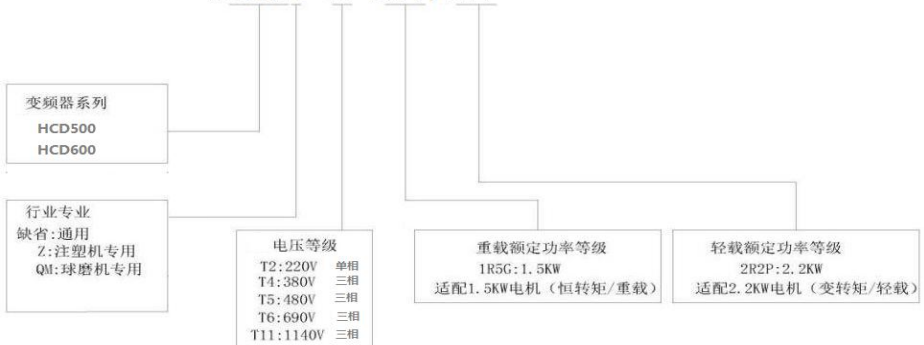 变频器系列
HCD500
HCD600
行业专业
缺省:通用
Z:注塑机专用
QM:球磨机专用
电压等级
T2:220V 单相
T4:380V 三相
T5:480V 三相
T6:690V 三相
T11:1140V 三相
重载额定功率等级
1R5G:1.5KW
适配1.5KW电机（恒转矩/重载）
轻载额定功率等级
2R2P:2.2KW
适配2.2KW电机（变转矩/轻载）